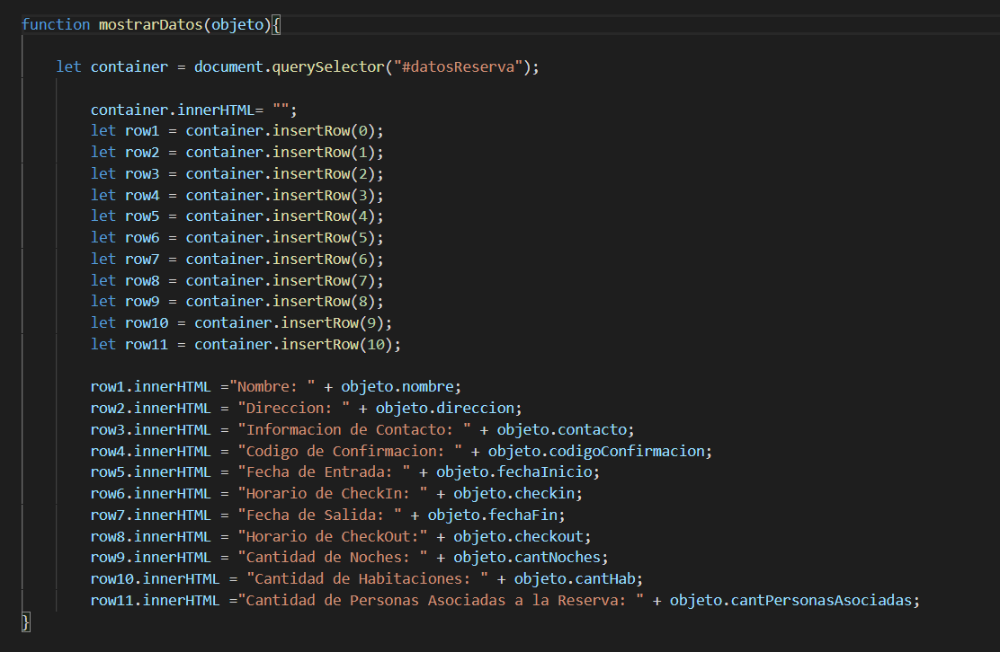 function mostrarDatos(objeto){
let container = document.querySelector("#datosReserva");
container.innerHTML= "";
let row1 = container.insertRow(0);
let row2 = container.insertRow(1);
let row3 = container.insertRow(2);
let row4 = container.insertRow(3);
let row5 = container.insertRow(4);
let row6 = container.insertRow(5);
let row7 = container.insertRow(6);
let row8 = container.insertRow(7);
let row9 = container.insertRow(8);
let row10 = container.insertRow(9);
let row11 = container.insertRow(10);
row1.innerHTML ="Nombre: " + objeto.nombre;
row2.innerHTML = "Direccion: " + objeto.direccion;
row3.innerHTML = "Informacion de Contacto: " + objeto.contacto;
row4.innerHTML = "Codigo de Confirmacion: " + objeto.codigoConfirmacion;
row5.innerHTML = "Fecha de Entrada: " + objeto.fechaInicio;
row6.innerHTML = "Horario de CheckIn: " + objeto.checkin;
row7.innerHTML = "Fecha de Salida: " + objeto.fechaFin;
row8.innerHTML = "Horario de CheckOut:" + objeto.checkout;
row9.innerHTML = "Cantidad de Noches: " + objeto.cantNoches;
row10.innerHTML = "Cantidad de Habitaciones: " + objeto.cantHab;
row11.innerHTML ="Cantidad de Personas Asociadas a la Reserva: " + objeto.cantPersonasAsociadas;
}